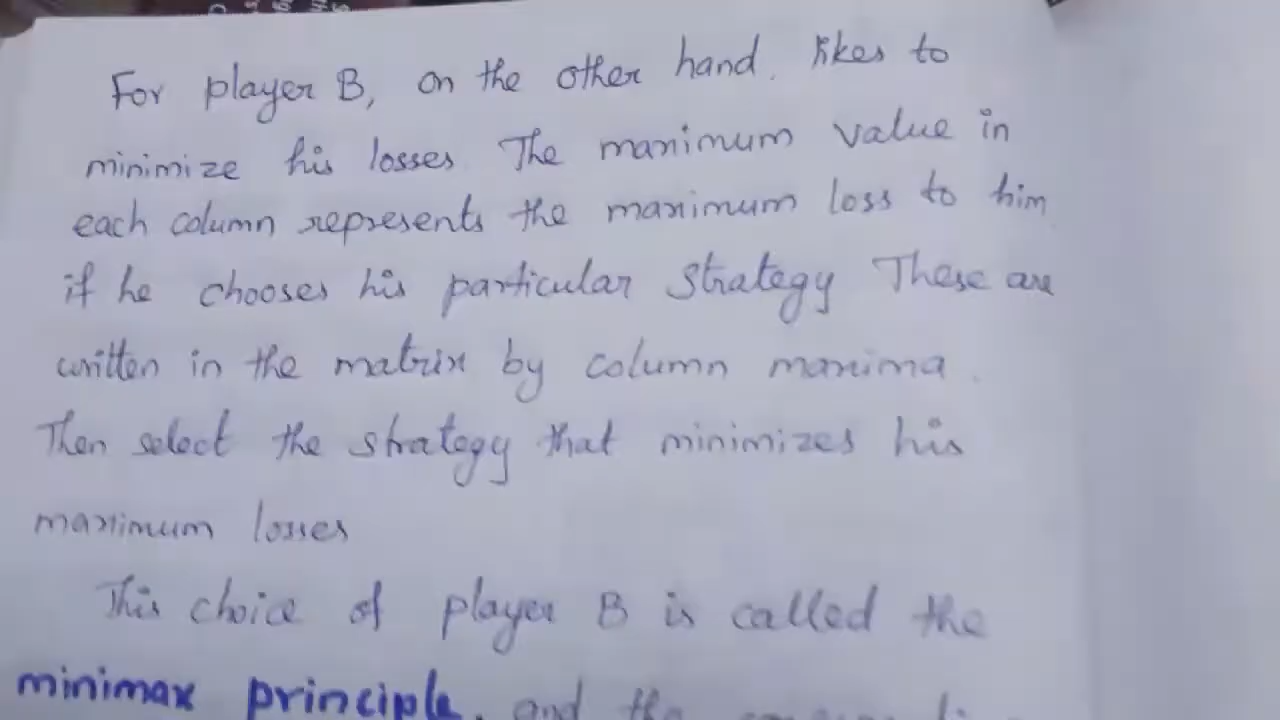 For player B, on the other hand. likes to
minimize his losses. The maximum value in
each column represents the maximum loss to him
if he chooses his particular strategy These are
written in the matrix by column maxima.
Then select the strategy that minimizes his
maximum losses
This choice of player B is called the
minimax principle, and the